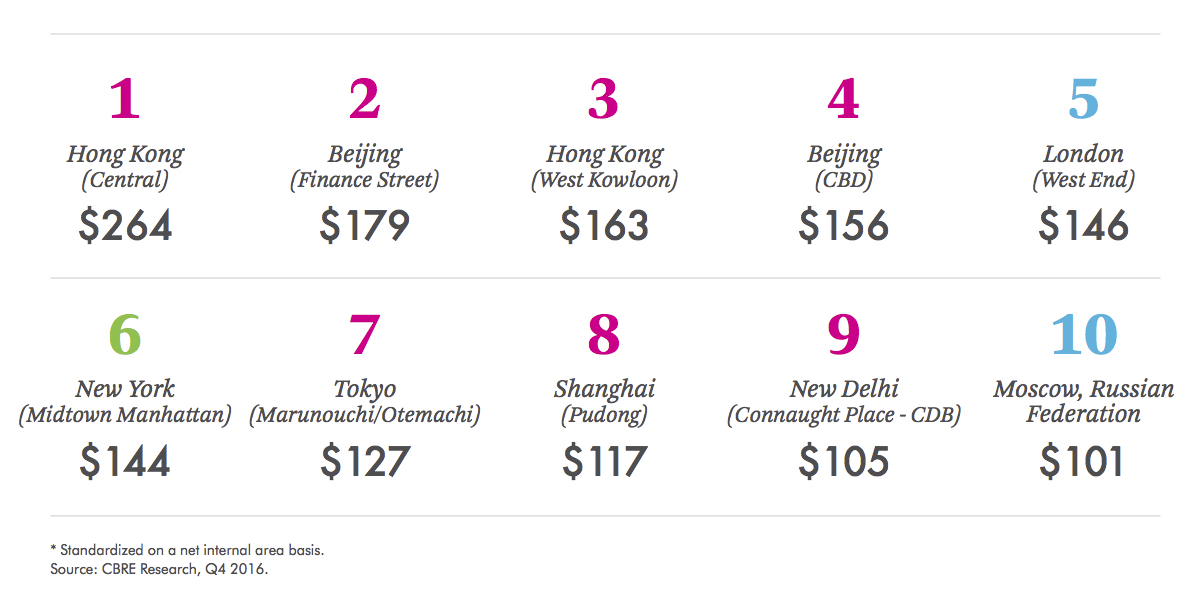 1
2
3
4
5
Hong Kong
(Central)
$264
Beijing
(Finance Street)
$179
Hong Kong
(West Kowloon)
$163
Beijing
(CBD)
$156
London
(West End)
$146
6
7
8
9
10
New York
(Midtown Manhattan)
$144
Tokyo
(Marunouchi/Otemachi)
$127
Shanghai
(Pudong)
$117
New Delhi
(Connaught Place - CDB)
$105
Moscow, Russian
Federation
$101
* Standardized on a net internal area basis.
Source: CBRE Research, Q4 2016.